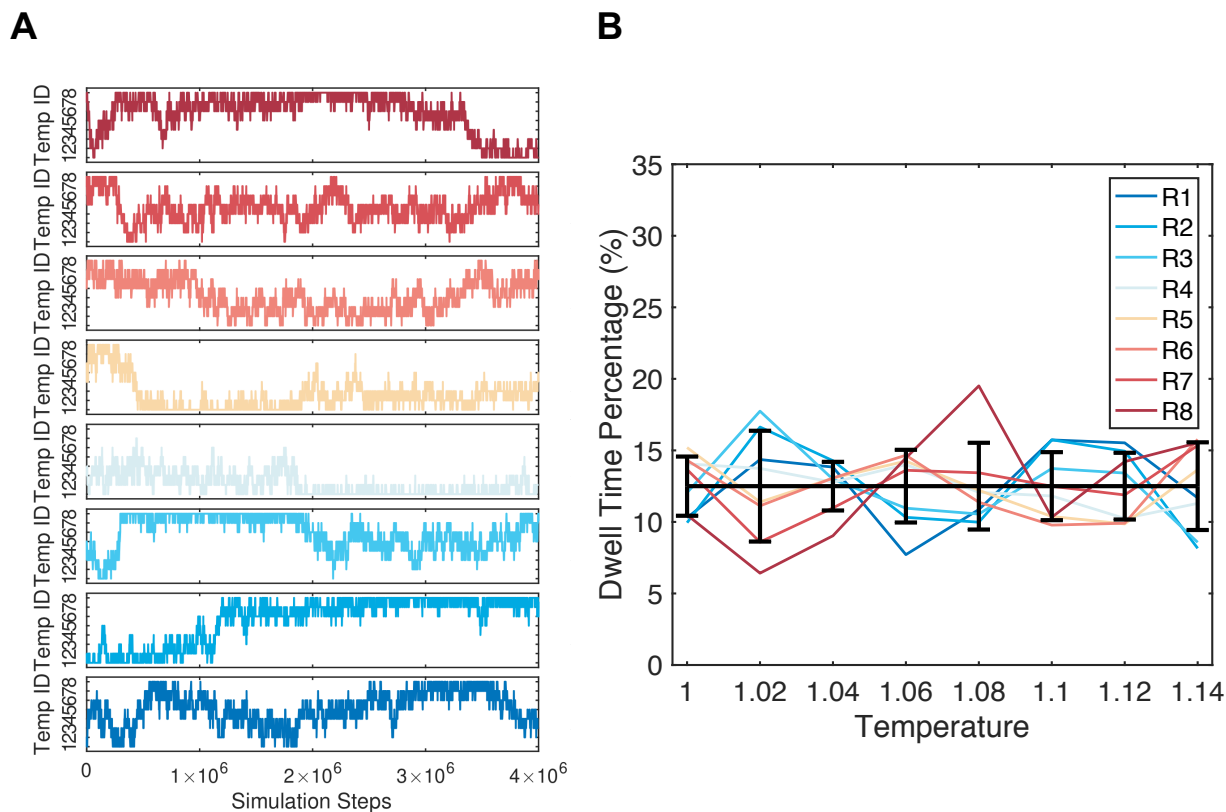 A
B
Temp ID
12345678
Temp ID
12345678
Temp ID
12345678
Temp ID
12345678
Temp ID
12345678
Temp ID
12345678
Temp ID
12345678
Temp ID
12345678
0
1×10⁶
2×10⁶
3×10⁶
4×10⁶
Simulation Steps
Dwell Time Percentage (%)
35
30
25
20
15
10
5
0
1
1.02
1.04
1.06
1.08
1.1
1.12
1.14
Temperature
R1
R2
R3
R4
R5
R6
R7
R8